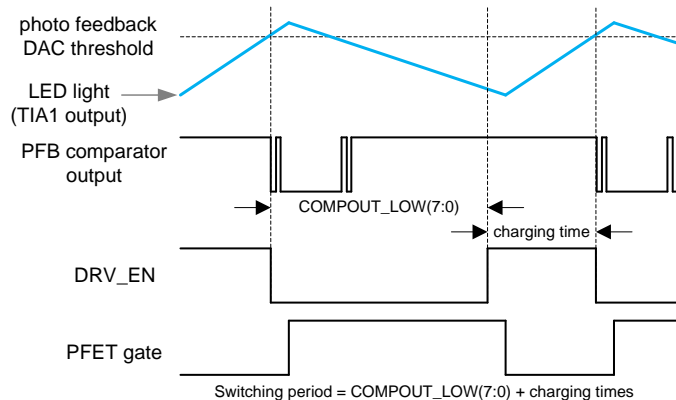 photo feedback
DAC threshold
LED light
(TIA1 output)
PFB comparator
output
COMPOUT_LOW(7:0)
charging time
DRV_EN
PFET gate
Switching period = COMPOUT_LOW(7:0) + charging times